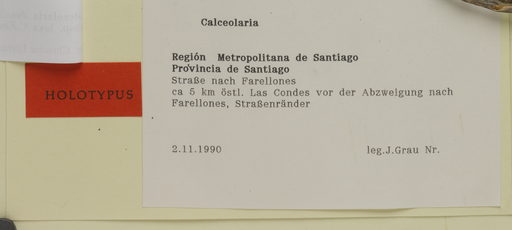 Calceolaria
Región Metropolitana de Santiago
Provincia de Santiago
Straße nach Farellones
ca 5 km östl. Las Condes vor der Abzweigung nach
Farellones, Straßenränder
HOLOTYPUS
2.11.1990 leg.J.Grau Nr.